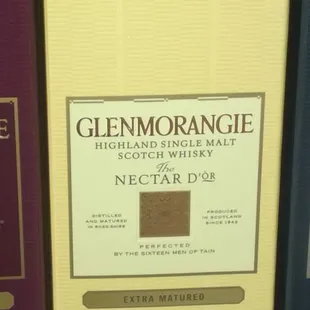 GLENMORANGIE
HIGHLAND SINGLE MALT
SCOTCH WHISKY
The
NECTAR D'ÒR
DISTILLED
AND MATURED
IN ROSS-SHIRE
PRODUCED
IN SCOTLAND
SINCE 1843
PERFECTED
BY THE SIXTEEN MEN OF TAIN
EXTRA MATURED